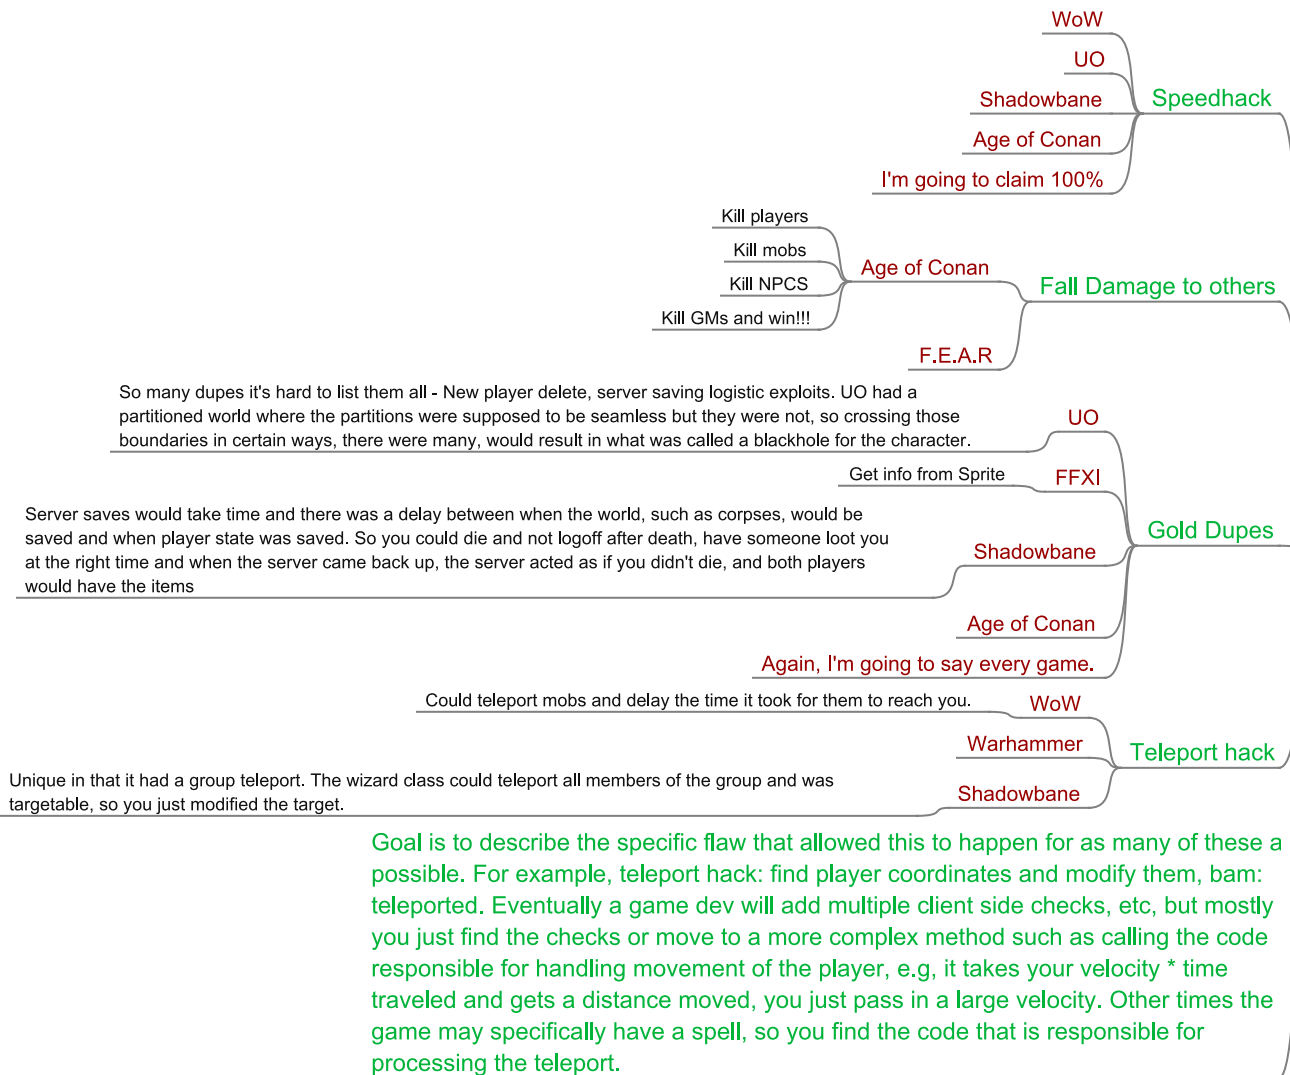 WoW
UO
Shadowbane
Age of Conan
I'm going to claim 100%
Speedhack
Kill players
Kill mobs
Kill NPCS
Kill GMs and win!!!
Age of Conan
F.E.A.R
Fall Damage to others
So many dupes it's hard to list them all - New player delete, server saving logistic exploits. UO had a
partitioned world where the partitions were supposed to be seamless but they were not, so crossing those
boundaries in certain ways, there were many, would result in what was called a blackhole for the character.
UO
Get info from Sprite
FFXI
Server saves would take time and there was a delay between when the world, such as corpses, would be
saved and when player state was saved. So you could die and not logoff after death, have someone loot you
at the right time and when the server came back up, the server acted as if you didn't die, and both players
would have the items
Shadowbane
Age of Conan
Again, I'm going to say every game.
Gold Dupes
Could teleport mobs and delay the time it took for them to reach you.
WoW
Warhammer
Unique in that it had a group teleport. The wizard class could teleport all members of the group and was
targetable, so you just modified the target.
Shadowbane
Teleport hack
Goal is to describe the specific flaw that allowed this to happen for as many of these a
possible. For example, teleport hack: find player coordinates and modify them, bam:
teleported. Eventually a game dev will add multiple client side checks, etc, but mostly
you just find the checks or move to a more complex method such as calling the code
responsible for handling movement of the player, e.g, it takes your velocity * time
traveled and gets a distance moved, you just pass in a large velocity. Other times the
game may specifically have a spell, so you find the code that is responsible for
processing the teleport.